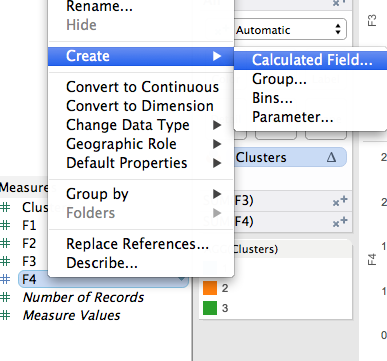 Rename...
Hide
Create
Convert to Continuous
Convert to Dimension
Change Data Type
Geographic Role
Default Properties
Group by
Folders
Replace References...
Describe...
Automatic
Calculated Field...
Group...
Bins...
Parameter...
Clusters Δ
F3)
F4)
Clusters)
2
3
Measure
Clus
F1
F2
F3
F4
Number of Records
Measure Values
F3
2
2
1
1
F4
0